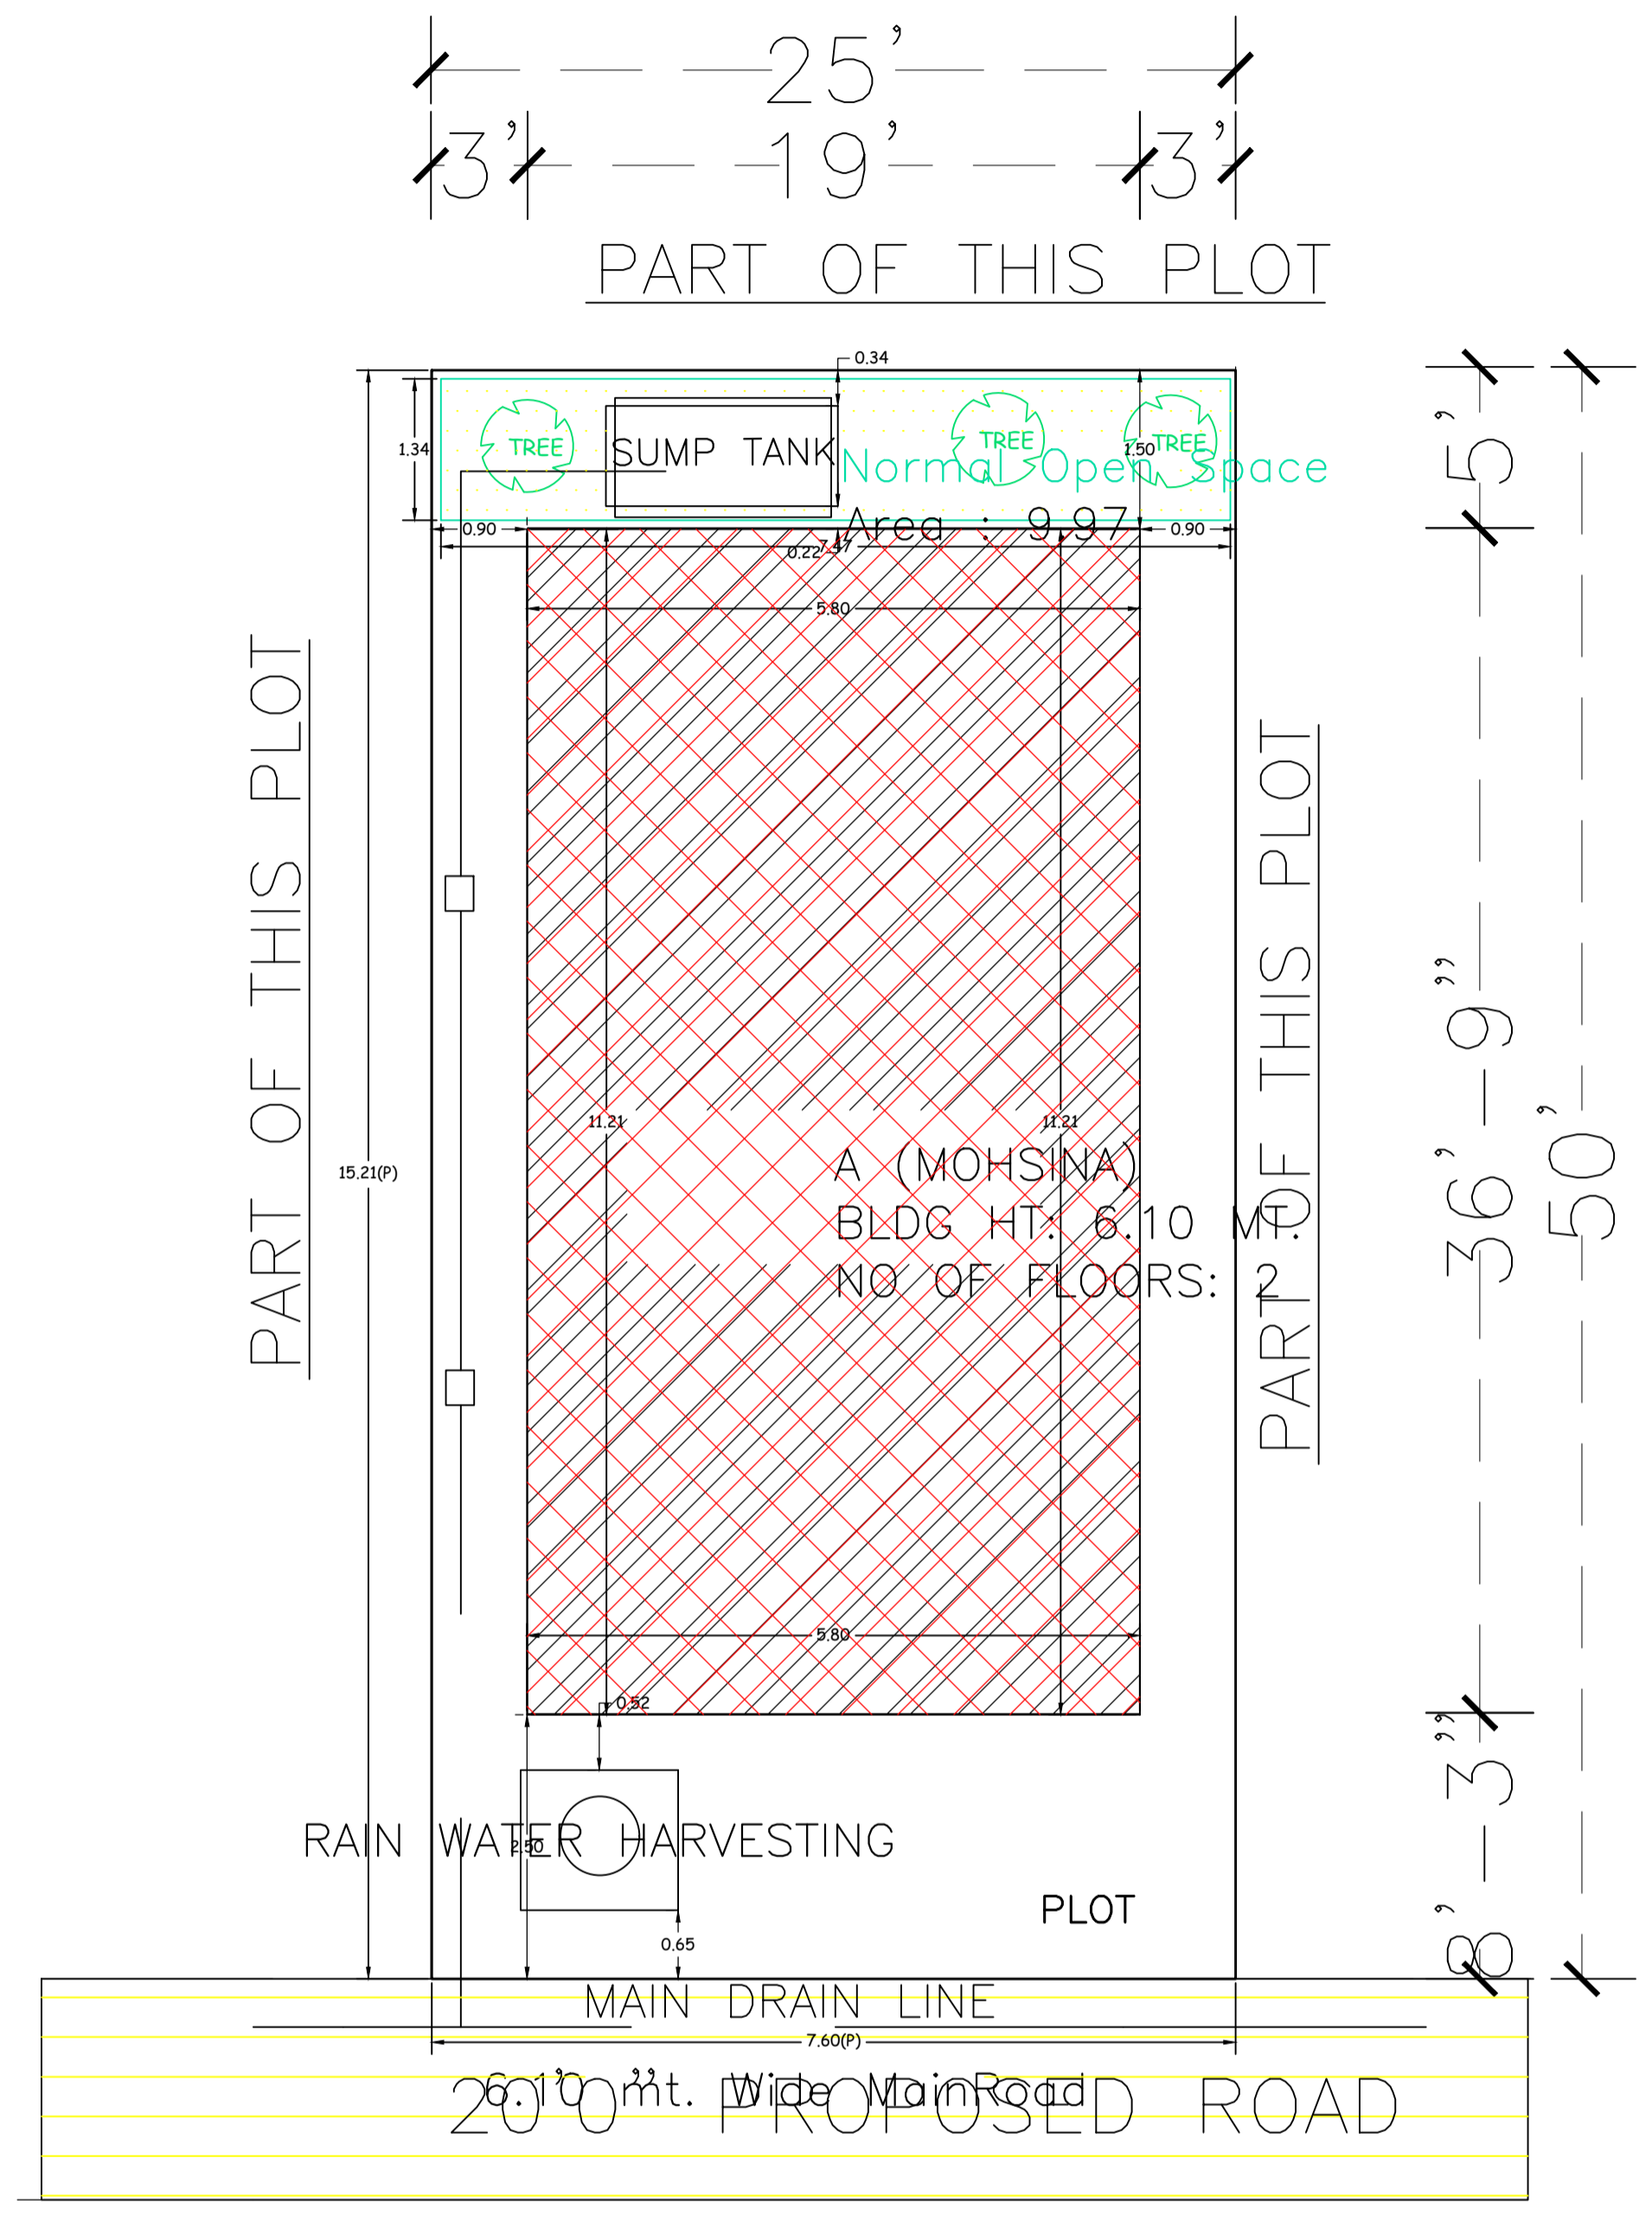 25'
3' 19' 3'
PART OF THIS PLOT
0.34
TREE TREE TREE
SUMP TANK
1.34
1.50
Normal Open Space
Area : 9.97
0.90
0.90
7.47
0.22
5.80
5'
PART OF THIS PLOT
PART OF THIS PLOT
36'-9"
50'
11.21
11.21
15.21(P)
A (MOHSINA)
BLDG HT: 6.10 MT.
NO OF FLOORS: 2
5.80
0.52
8'-3"
RAIN WATER HARVESTING
2.50
PLOT
0.65
MAIN DRAIN LINE
7.60(P)
6.10 mt. Wide MainRoad
20'0" PROPOSED ROAD